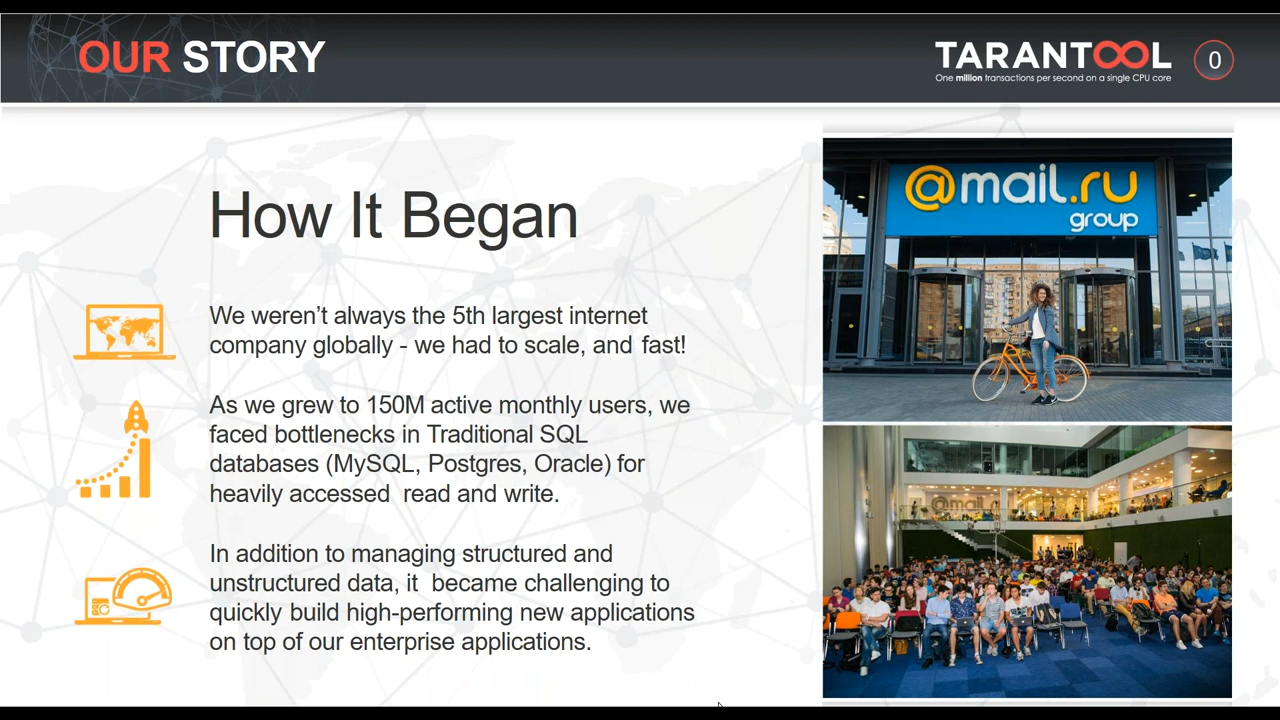 OUR STORY
TARANTOOL
One million transactions per second on a single CPU core
0
How It Began
We weren’t always the 5th largest internet
company globally - we had to scale, and fast!
As we grew to 150M active monthly users, we
faced bottlenecks in Traditional SQL
databases (MySQL, Postgres, Oracle) for
heavily accessed  read and write.
In addition to managing structured and
unstructured data, it  became challenging to
quickly build high-performing new applications
on top of our enterprise applications.
@mail.ru
group
@mail.ru